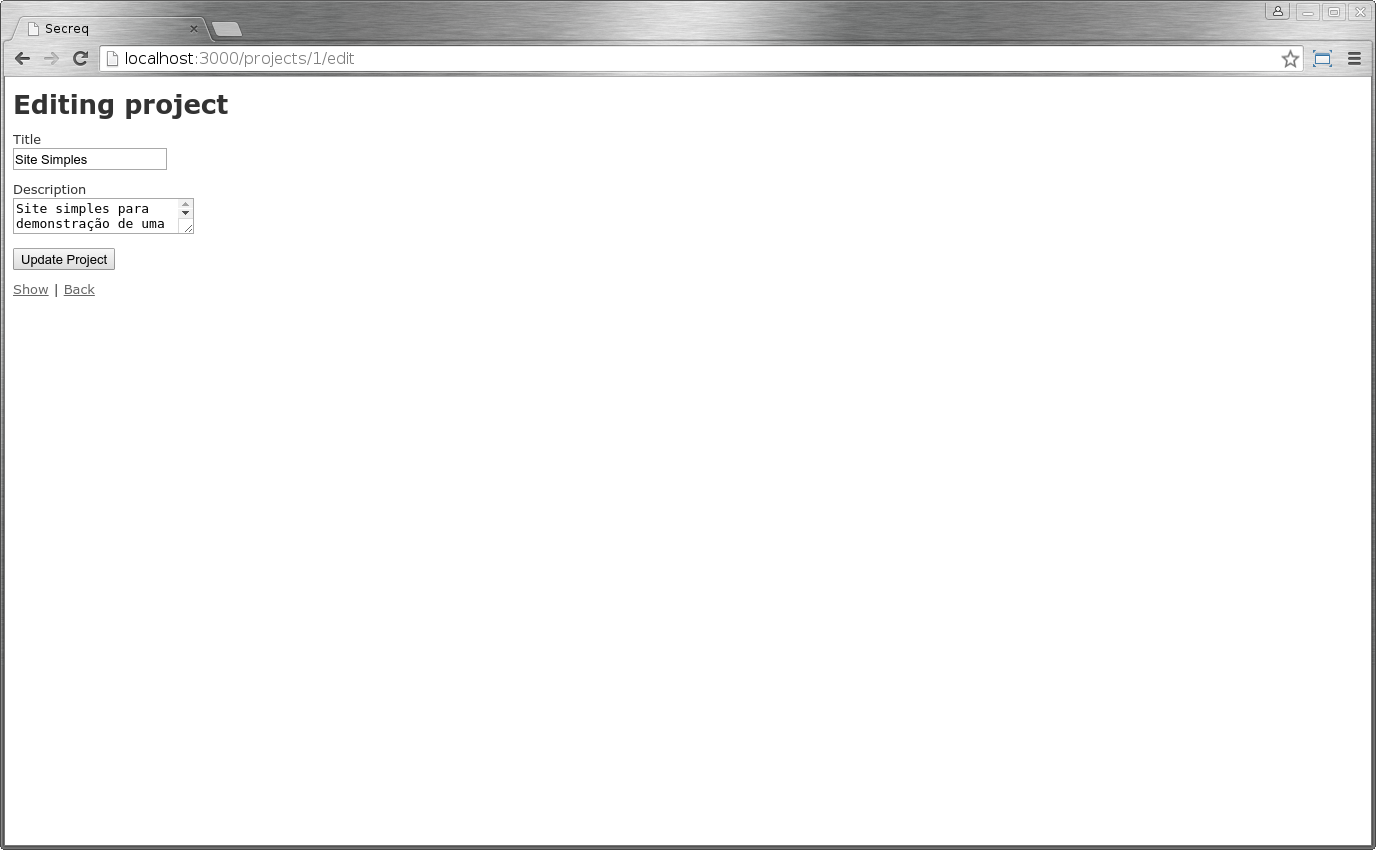 Secreq
localhost:3000/projects/1/edit
Editing project
Title
Site Simples
Description
Site simples para
demonstração de uma
Update Project
Show | Back